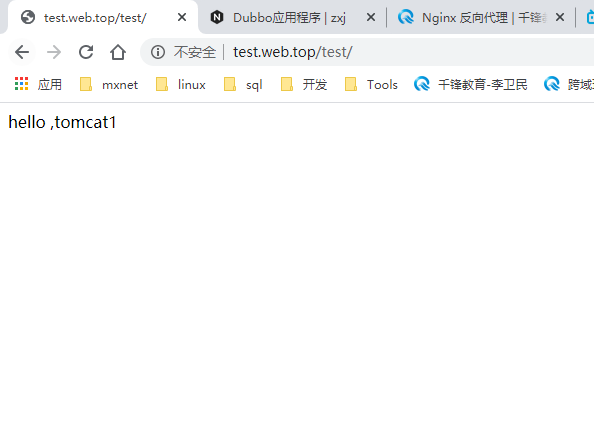 test.web.top/test/ Dubbo应用程序 | zxj Nginx 反向代理 | 千锋
不安全 test.web.top/test/
应用 mxnet linux sql 开发 Tools 千锋教育-李卫民 跨域
hello ,tomcat1